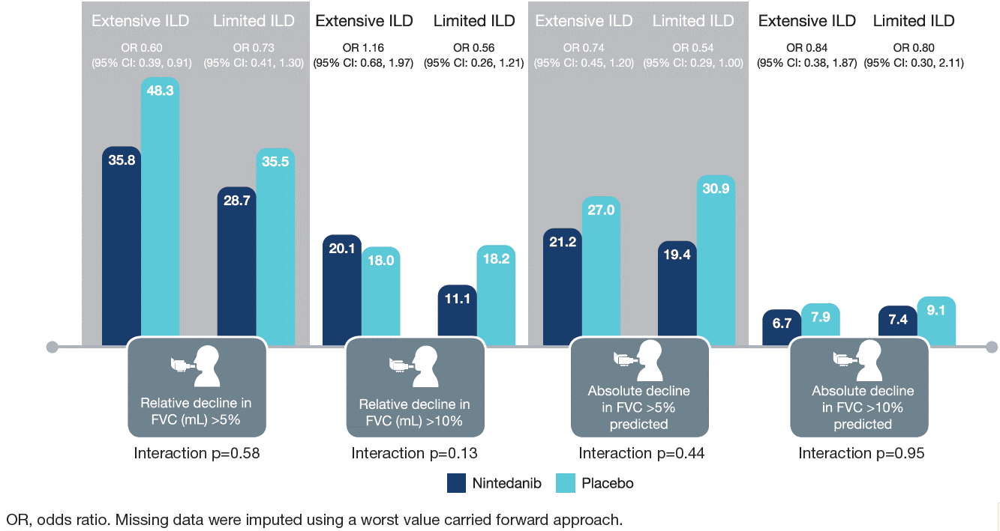 Extensive ILD
OR 0.60
(95% CI: 0.39, 0.91)
Limited ILD
OR 0.73
(95% CI: 0.41, 1.30)
48.3
35.8
35.5
28.7
Relative decline in
FVC (mL) >5%
Interaction p=0.58
Extensive ILD
OR 1.16
(95% CI: 0.68, 1.97)
Limited ILD
OR 0.56
(95% CI: 0.26, 1.21)
20.1
18.0
11.1
18.2
Relative decline in
FVC (mL) >10%
Interaction p=0.13
Extensive ILD
OR 0.74
(95% CI: 0.45, 1.20)
Limited ILD
OR 0.54
(95% CI: 0.29, 1.00)
21.2
27.0
19.4
30.9
Absolute decline
in FVC >5%
predicted
Interaction p=0.44
Extensive ILD
OR 0.84
(95% CI: 0.38, 1.87)
Limited ILD
OR 0.80
(95% CI: 0.30, 2.11)
6.7
7.9
7.4
9.1
Absolute decline
in FVC >10%
predicted
Interaction p=0.95
Nintedanib
Placebo
OR, odds ratio. Missing data were imputed using a worst value carried forward approach.